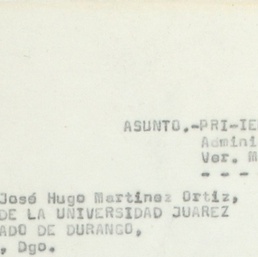 ASUNTO.-PRI-IE
Admini
Ver. M
- - -
José Hugo Martinez Ortiz,
DE LA UNIVERSIDAD JUAREZ
ADO DE DURANGO,
, Dgo.